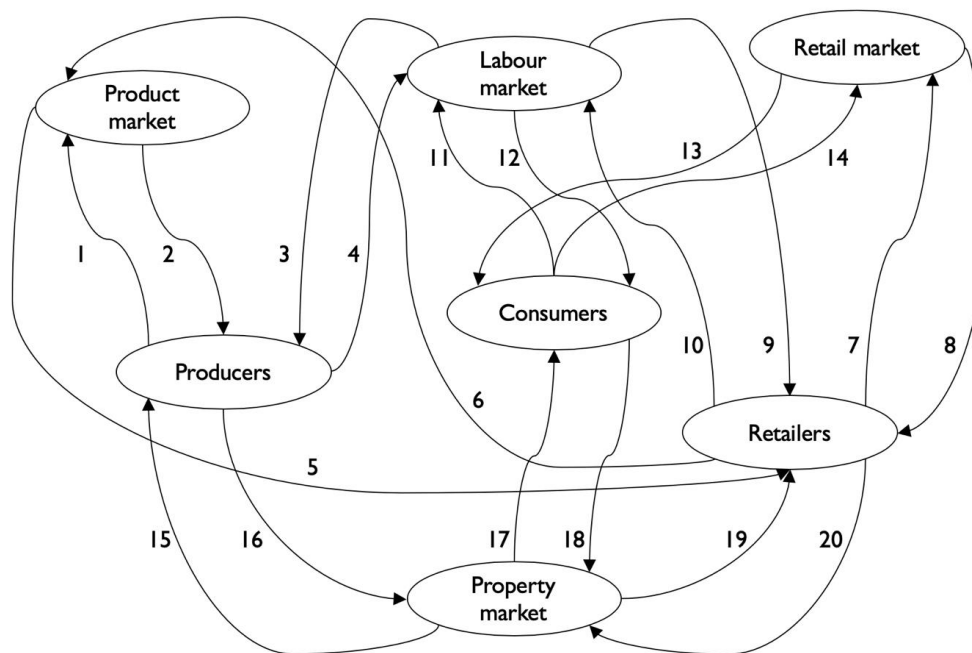 Product
market
Labour
market
Retail market
11
12
13
14
1
2
3
4
Consumers
Producers
6
10
9
7
8
Retailers
5
15
16
17
18
19
20
Property
market